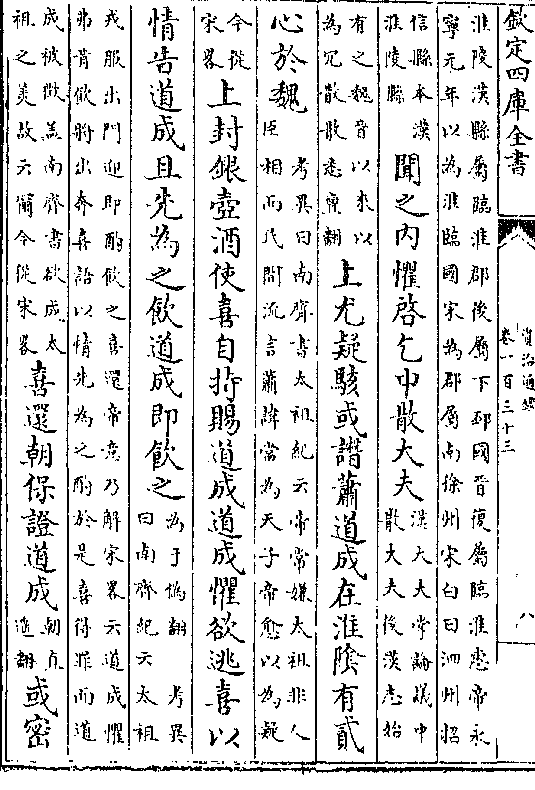 欽定四庫全書
資治通鑑
卷一百三十三
八
淮陵漢縣屬臨淮郡後屬下邳國晉復屬臨淮惠帝永
寧元年以為淮臨國宋為郡屬南徐州宋白曰泗州招
信縣本漢
淮陵縣
聞之内懼啓乞中散大夫
漢大夫掌論議中
散大夫後漢志始
有之魏晉以來以
為冗散散悉亶翻
上尤疑駭或譖蕭道成在淮陰有貳
心於魏
考異曰南齊書太祖紀云帝常嫌太祖非人
臣相而民間流言蕭諱當為天子帝愈以為疑
今從
宋畧
上封銀壺酒使喜自持賜道成道成懼欲逃喜以
情告道成且先為之飲道成即飲之
為于偽翻 考異
曰南齊紀云太祖
戎服出門迎即酌飲之喜還帝意乃解宋畧云道成懼
弗肯飲將出奔喜語以情先為之酌於是喜得罪而道
成被徴蓋南齊書欲成太
祖之美故云爾今從宋畧
喜還朝保證道成
朝直
遥翻
或密